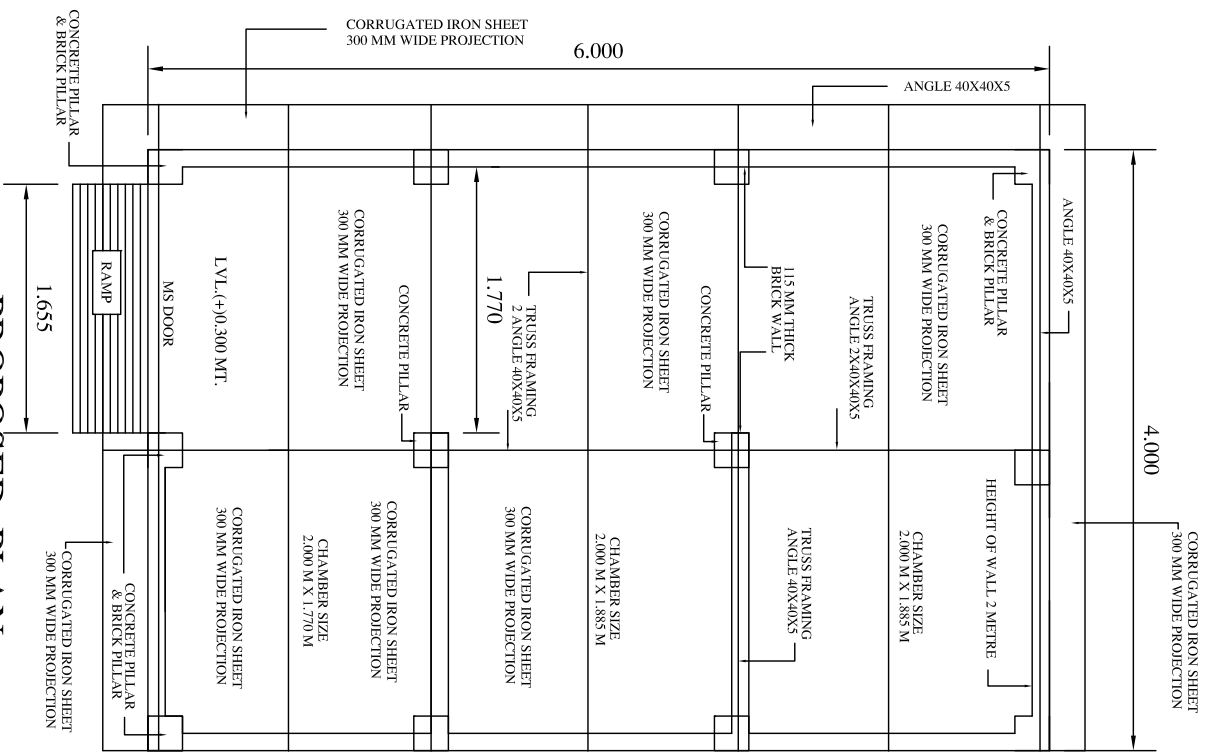 CORRUGATED IRON SHEET
300 MM WIDE PROJECTION
6.000
ANGLE 40X40X5
CONCRETE PILLAR
& BRICK PILLAR
ANGLE 40X40X5
4.000
CORRUGATED IRON SHEET
300 MM WIDE PROJECTION
CONCRETE PILLAR
& BRICK PILLAR
CORRUGATED IRON SHEET
300 MM WIDE PROJECTION
TRUSS FRAMING
ANGLE 2X40X40X5
115 MM THICK
BRICK WALL
CONCRETE PILLAR
CORRUGATED IRON SHEET
300 MM WIDE PROJECTION
TRUSS FRAMING
2 ANGLE 40X40X5
1.770
CONCRETE PILLAR
CORRUGATED IRON SHEET
300 MM WIDE PROJECTION
LVL.(+)0.300 MT.
MS DOOR
RAMP
1.655
HEIGHT OF WALL 2 METRE
CHAMBER SIZE
2.000 M X 1.885 M
TRUSS FRAMING
ANGLE 40X40X5
CHAMBER SIZE
2.000 M X 1.885 M
CORRUGATED IRON SHEET
300 MM WIDE PROJECTION
CORRUGATED IRON SHEET
300 MM WIDE PROJECTION
CHAMBER SIZE
2.000 M X 1.770 M
CORRUGATED IRON SHEET
300 MM WIDE PROJECTION
CONCRETE PILLAR
& BRICK PILLAR
CORRUGATED IRON SHEET
300 MM WIDE PROJECTION
PROPOSED PLAN